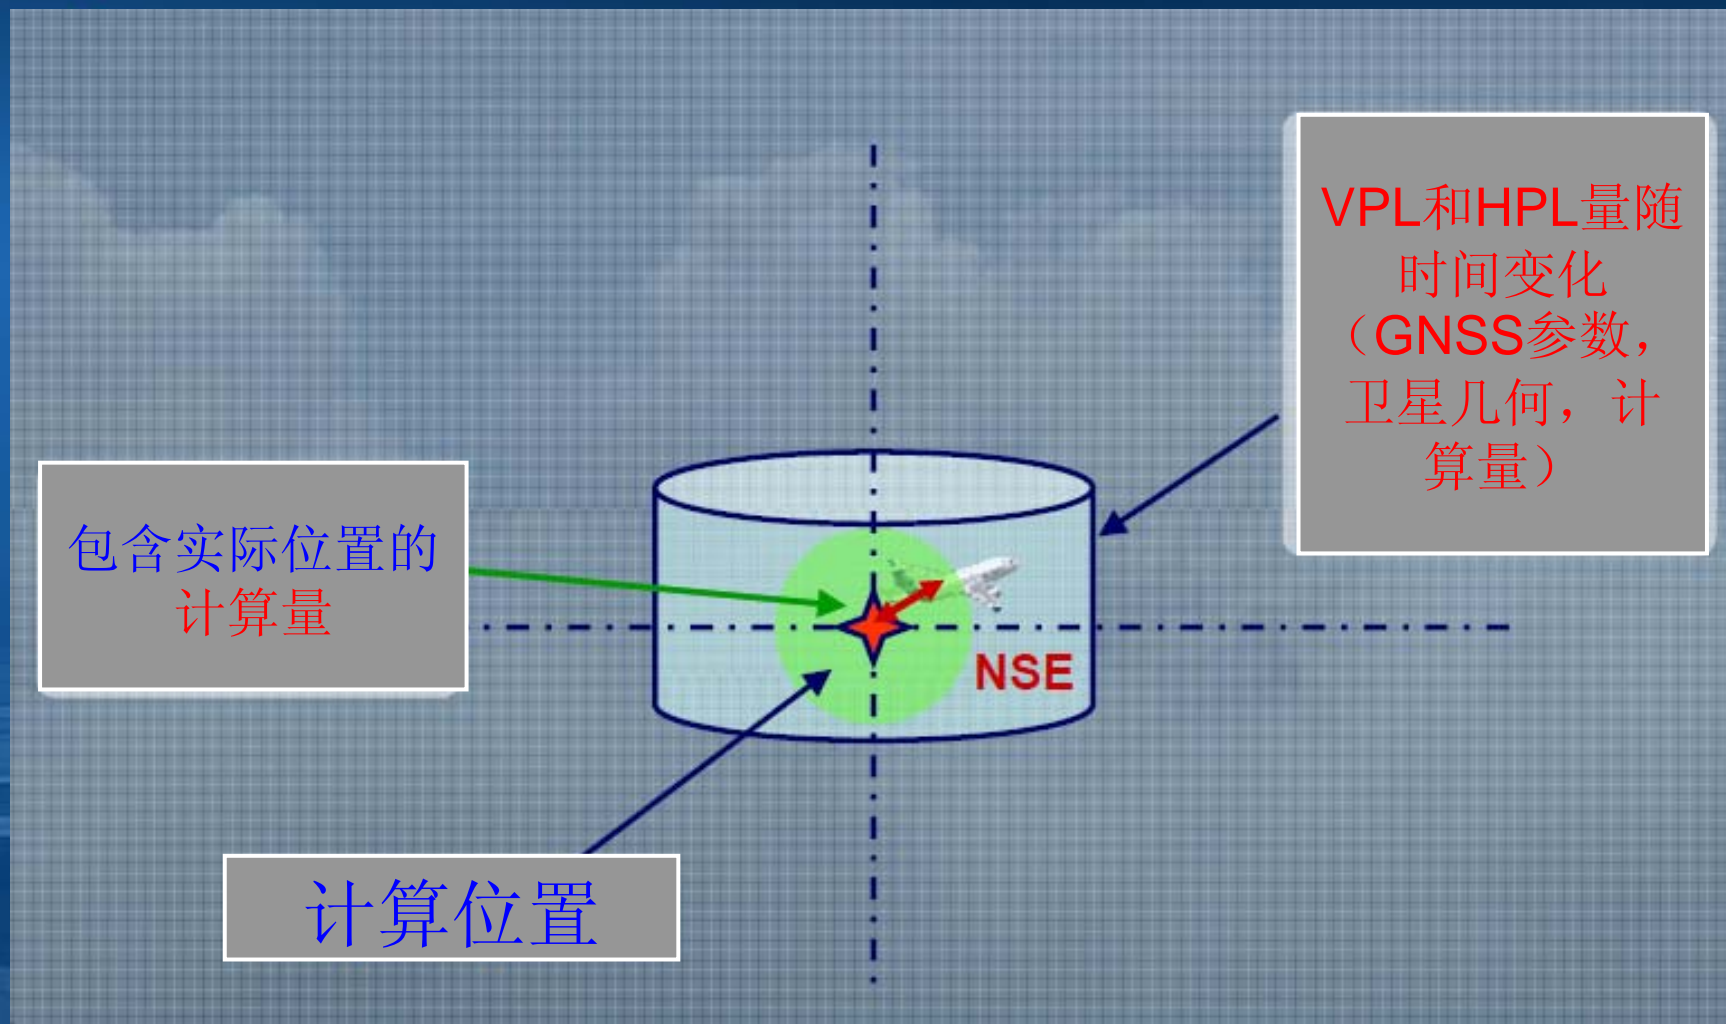 VPL和HPL量随
时间变化
（GNSS参数，
卫星几何，计
算量）
包含实际位置的
计算量
NSE
计算位置